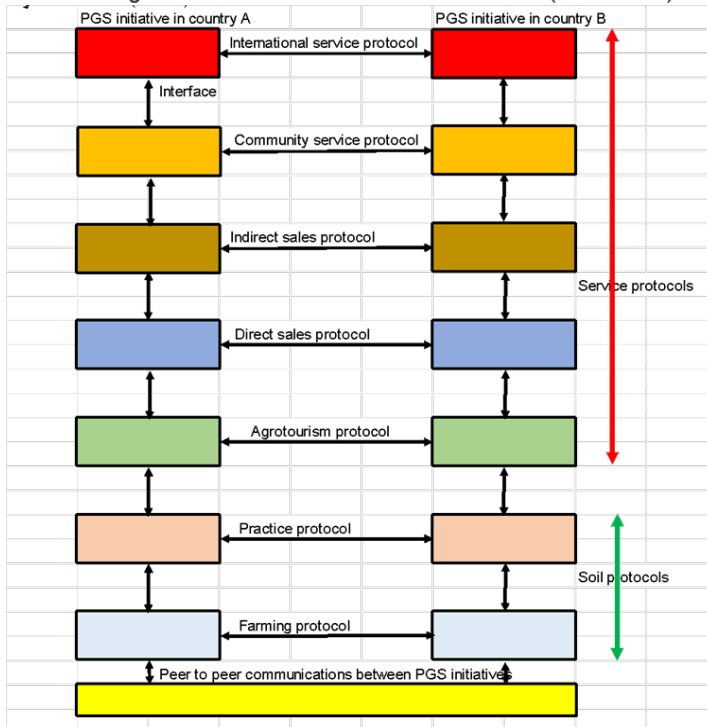 PGS initiative in country A
PGS initiative in country B
International service protocol
Interface
Community service protocol
Indirect sales protocol
Service protocols
Direct sales protocol
Agrotourism protocol
Practice protocol
Soil protocols
Farming protocol
Peer to peer communications between PGS initiatives